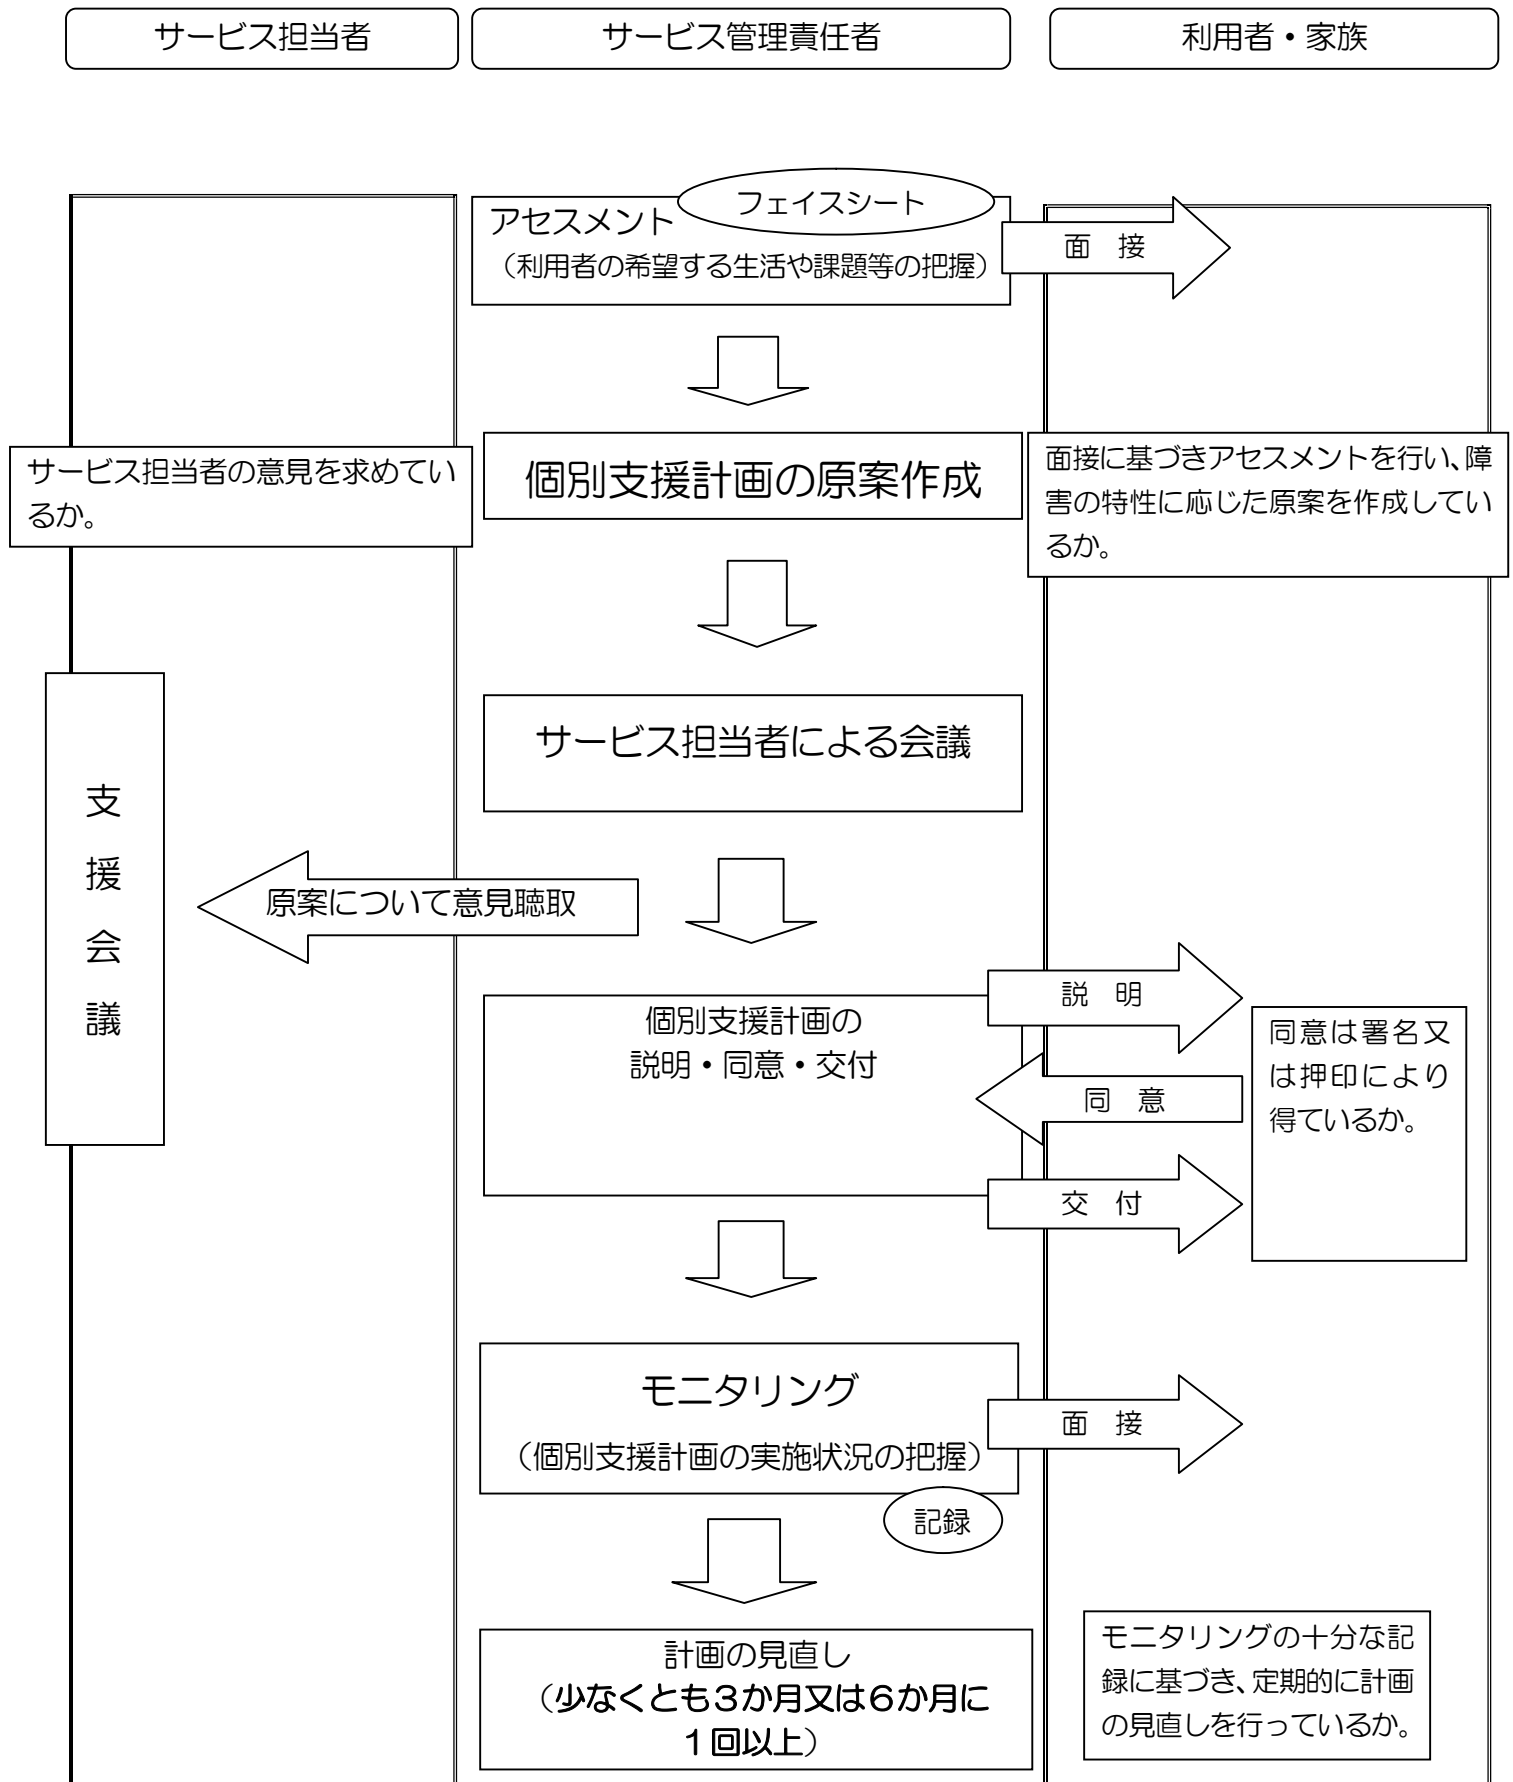 サービス担当者
サービス管理責任者
利用者・家族
フェイスシート
アセスメント
（利用者の希望する生活や課題等の把握）
面　接
サービス担当者の意見を求めてい
るか。
個別支援計画の原案作成
面接に基づきアセスメントを行い、障
害の特性に応じた原案を作成してい
るか。
サービス担当者による会議
支
援
会
議
原案について意見聴取
個別支援計画の
説明・同意・交付
説　明
同　意
交　付
同意は署名又
は押印により
得ているか。
モニタリング
（個別支援計画の実施状況の把握）
面　接
記録
計画の見直し
（少なくとも３か月又は６か月に
１回以上）
モニタリングの十分な記
録に基づき、定期的に計画
の見直しを行っているか。